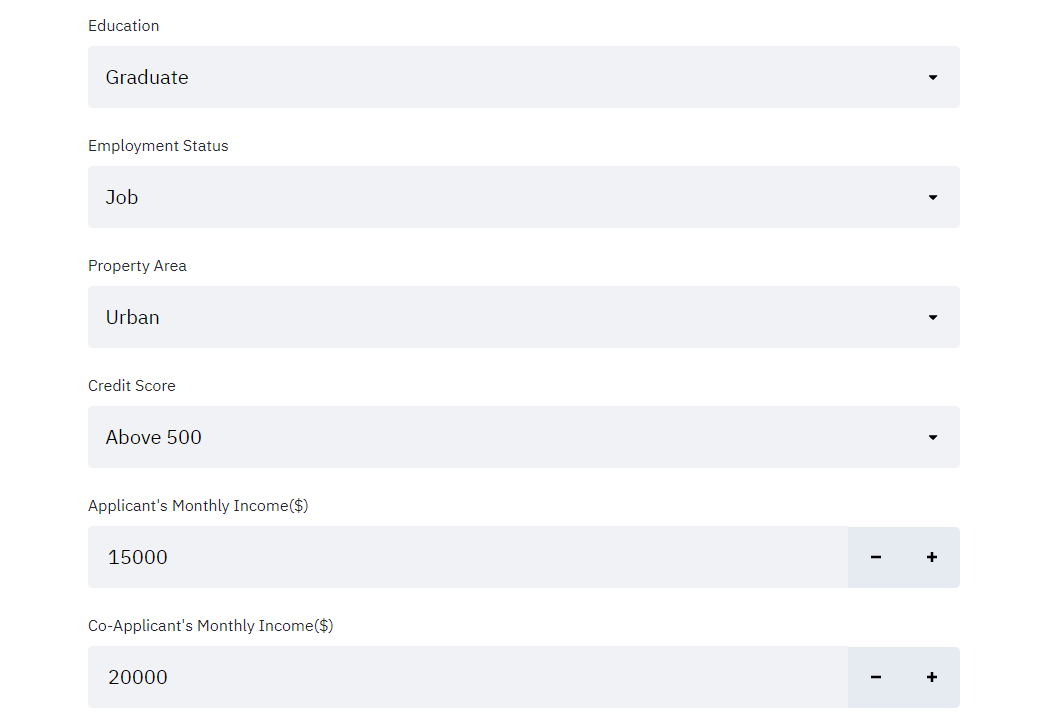 Education
Graduate
Employment Status
Job
Property Area
Urban
Credit Score
Above 500
Applicant's Monthly Income($)
15000
Co-Applicant's Monthly Income($)
20000